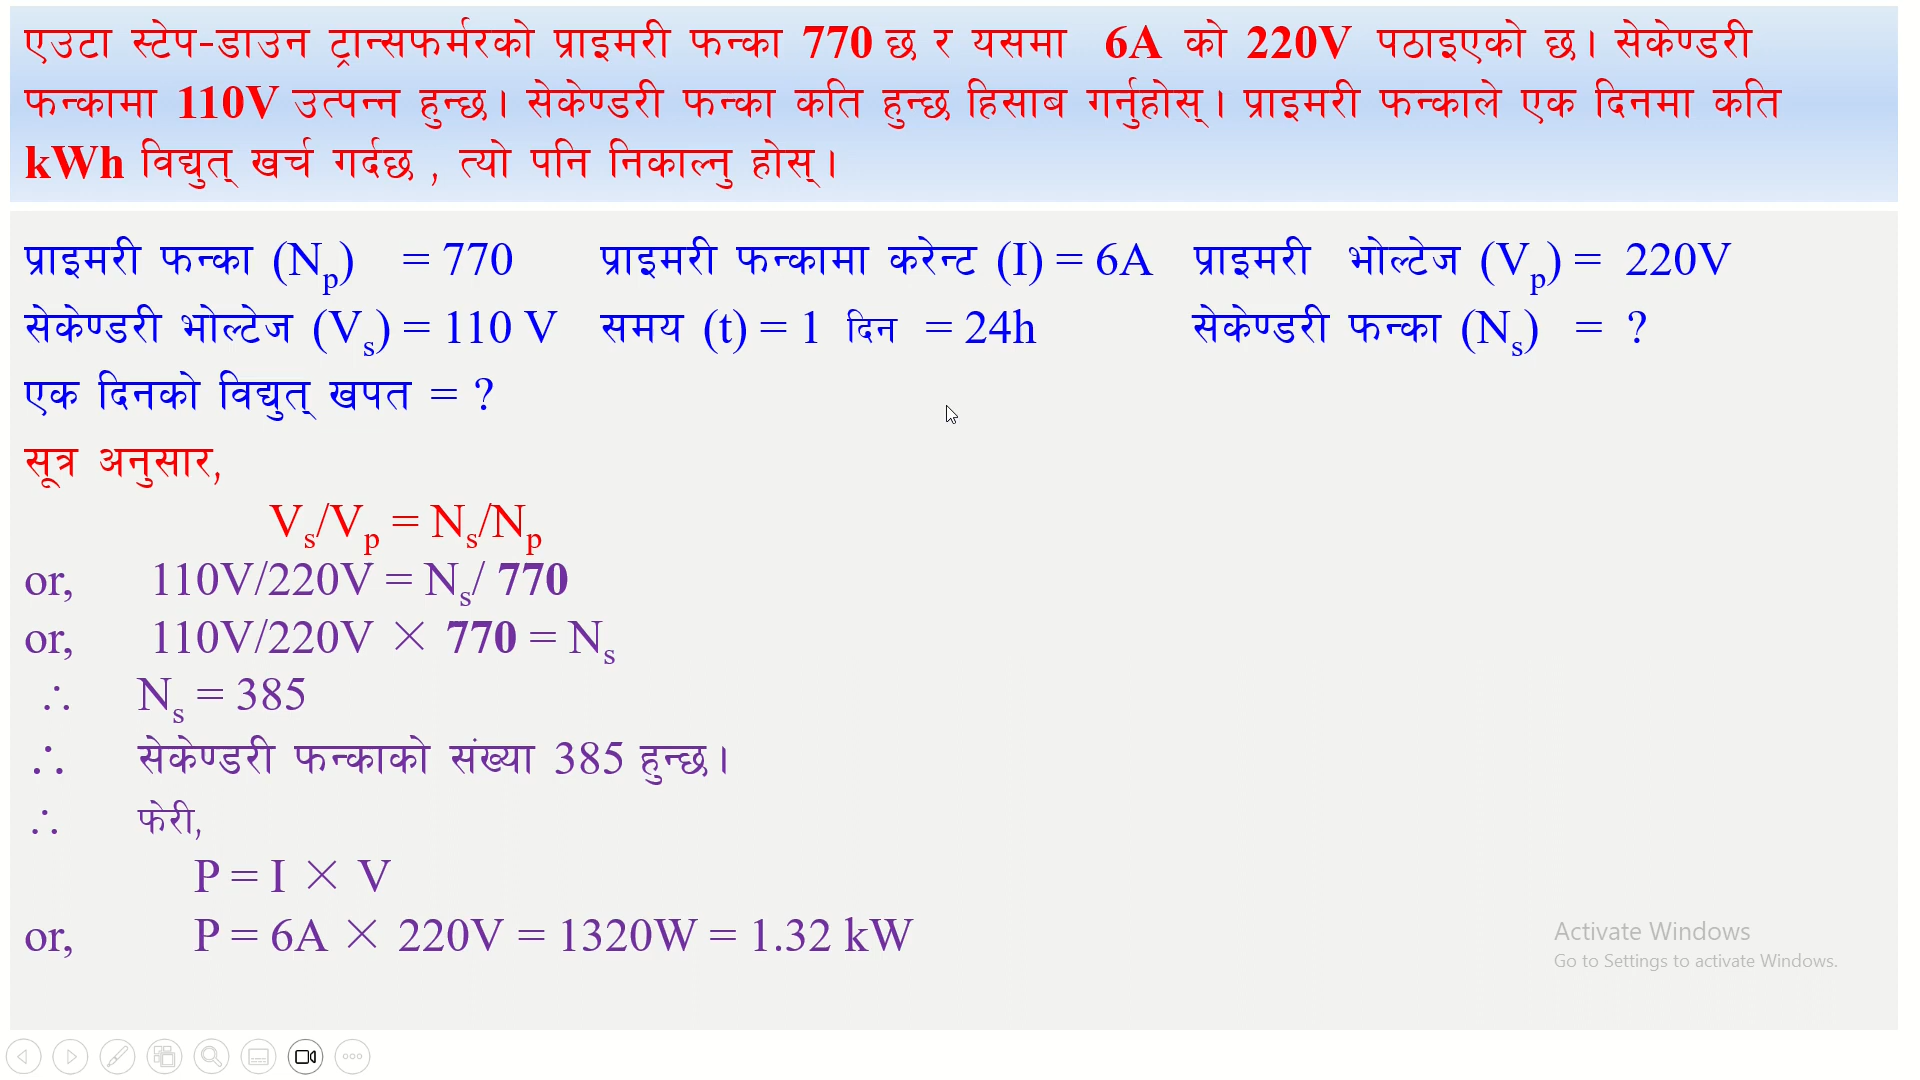 एउटा स्टेप-डाउन ट्रान्सफर्मरको प्राइमरी फन्का 770 छ र यसमा 6A को 220V पठाइएको छ। सेकेण्डरी
फन्कामा 110V उत्पन्न हुन्छ। सेकेण्डरी फन्का कति हुन्छ हिसाब गर्नुहोस्। प्राइमरी फन्काले एक दिनमा कति
kWh विद्युत् खर्च गर्दछ , त्यो पनि निकाल्नु होस्।
प्राइमरी फन्का (Np) = 770 प्राइमरी फन्कामा करेन्ट (I) = 6A प्राइमरी भोल्टेज (Vp) = 220V
सेकेण्डरी भोल्टेज (Vs) = 110 V समय (t) = 1 दिन = 24h सेकेण्डरी फन्का (Ns) = ?
एक दिनको विद्युत् खपत = ?
सूत्र अनुसार,
Vs/Vp = Ns/Np
or, 110V/220V = Ns/ 770
or, 110V/220V × 770 = Ns
∴ Ns = 385
∴ सेकेण्डरी फन्काको संख्या 385 हुन्छ।
∴ फेरी,
P = I × V
or, P = 6A × 220V = 1320W = 1.32 kW
Activate Windows
Go to Settings to activate Windows.